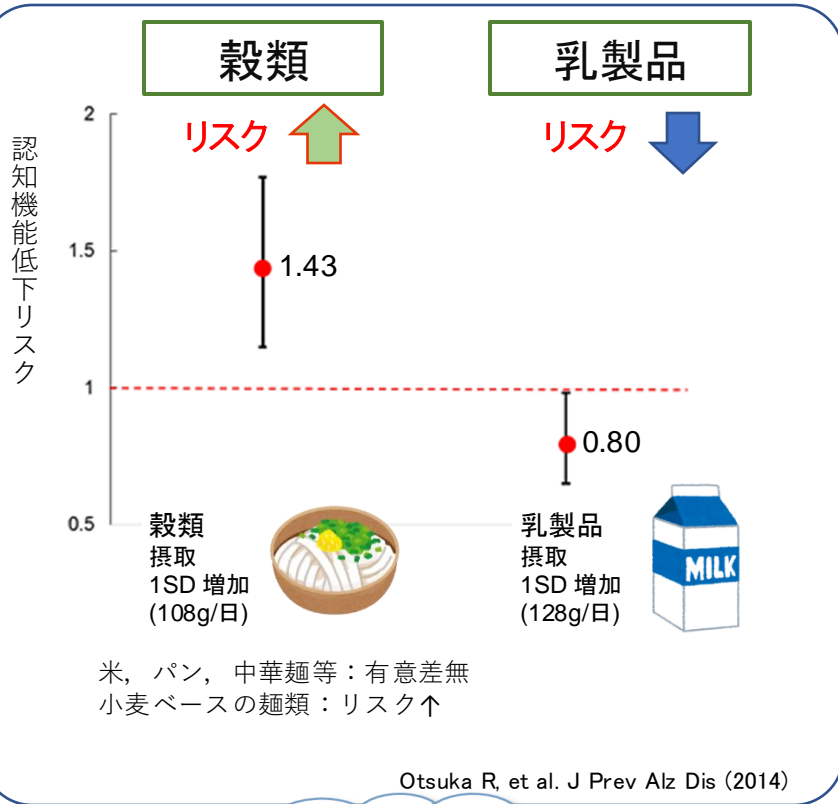 穀類
乳製品
リスク
リスク
認知機能低下リスク
2
1.5
1
0.5
1.43
0.80
穀類
摂取
1SD 増加
(108g/日)
乳製品
摂取
1SD 増加
(128g/日)
MILK
米，パン，中華麺等：有意差無
小麦ベースの麺類：リスク↑
Otsuka R, et al. J Prev Alz Dis (2014)